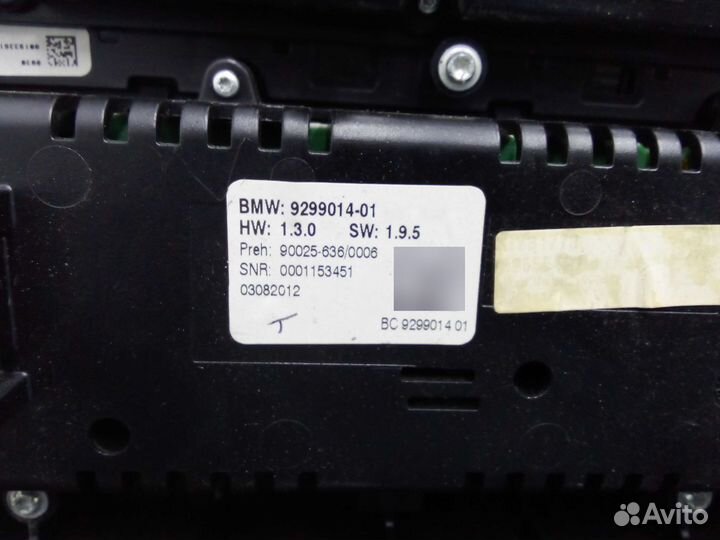 BMW: 9299014-01
HW: 1.3.0 SW: 1.9.5
Preh: 90025-636/0006
SNR: 0001153451
03082012
T
BC 9299014 01
Avito